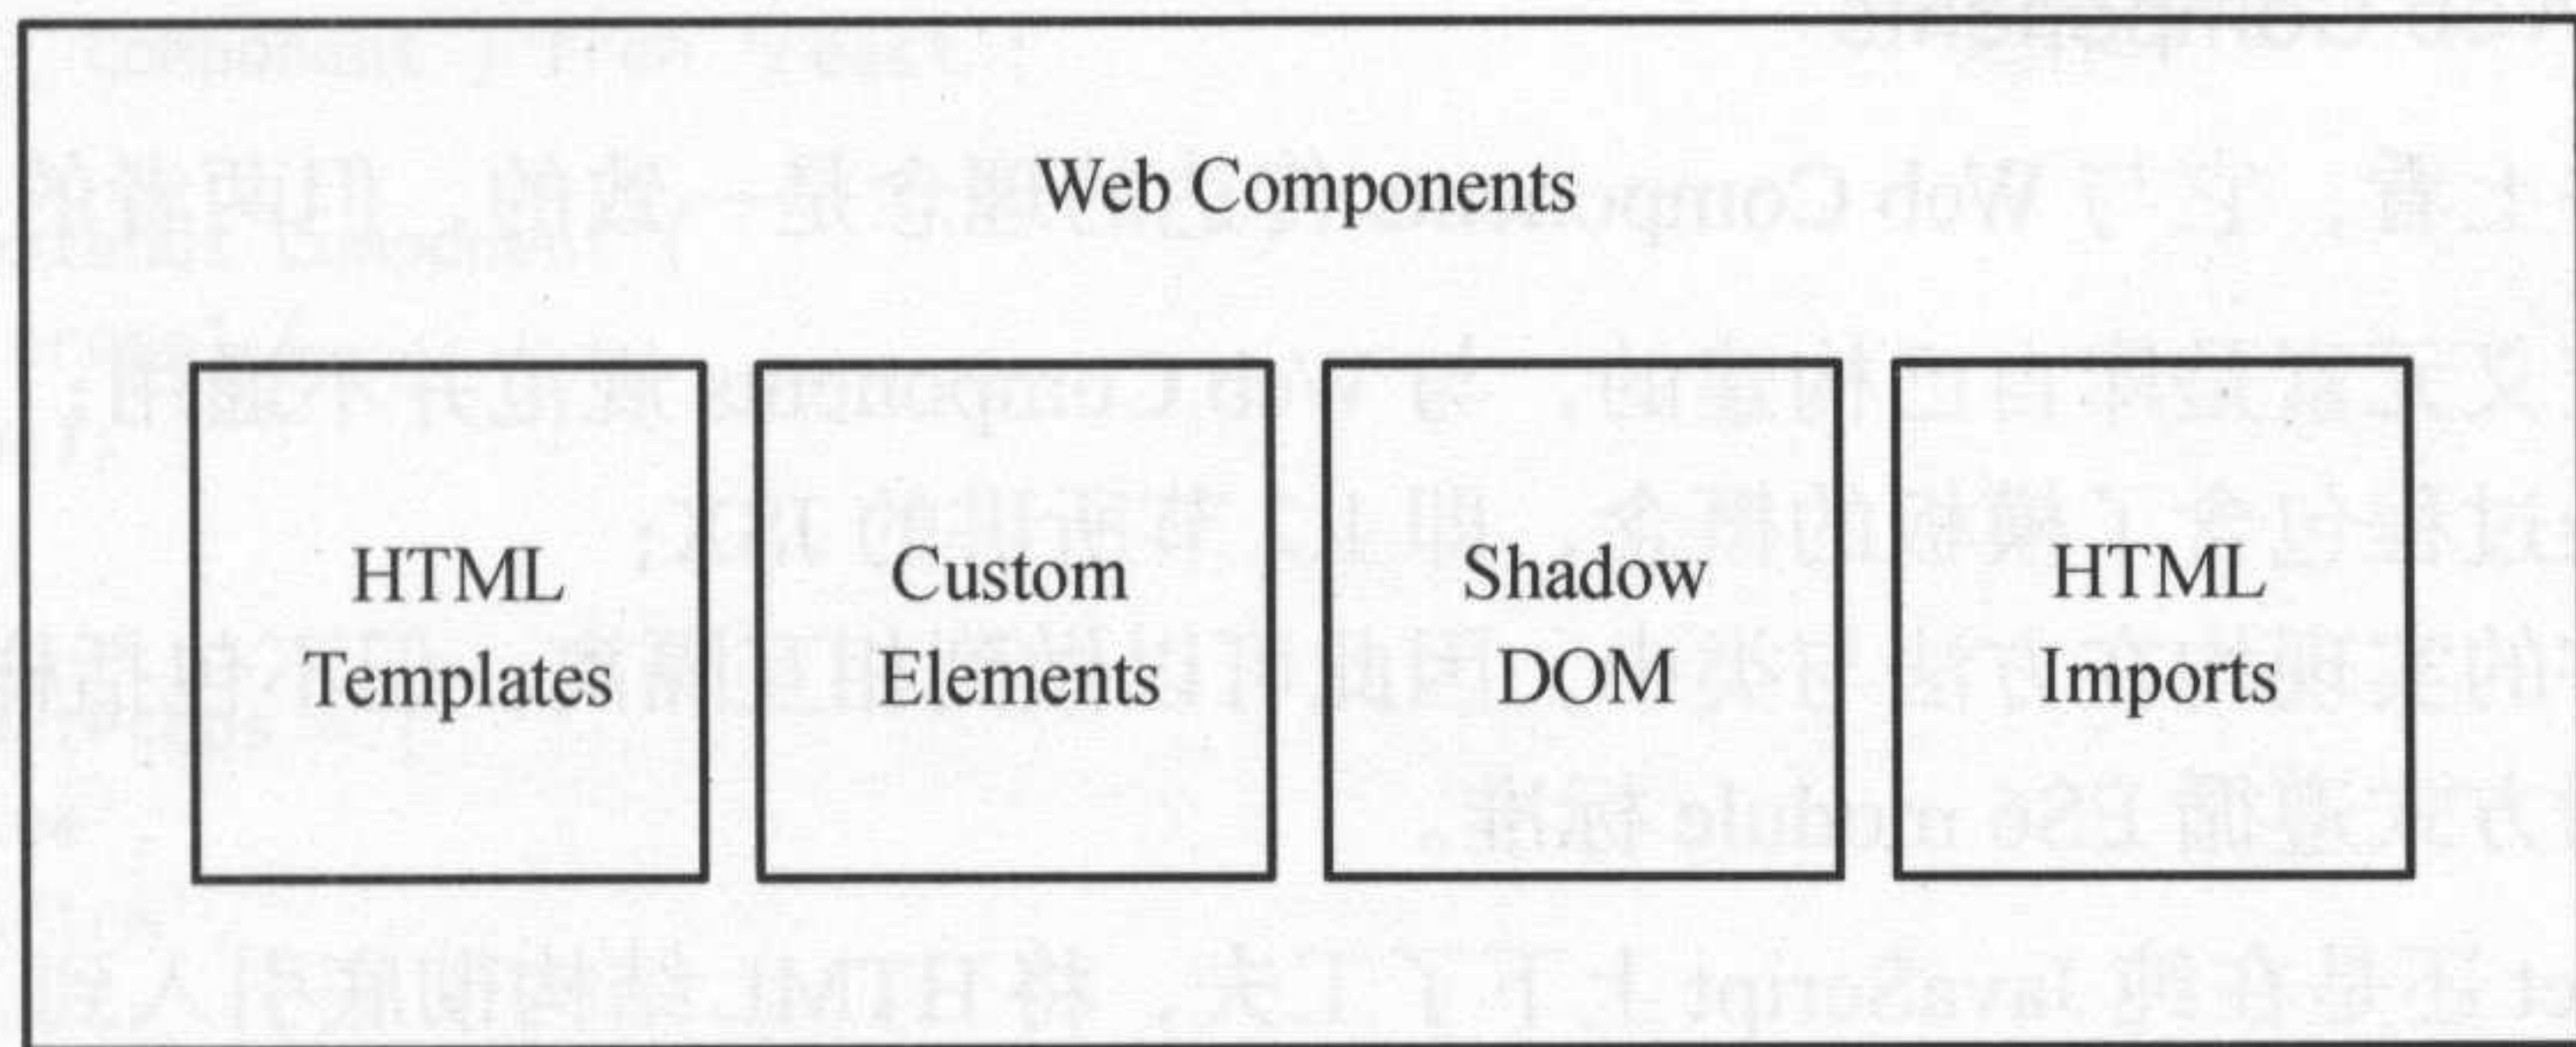 Web Components
HTML
Templates
Custom
Elements
Shadow
DOM
HTML
Imports